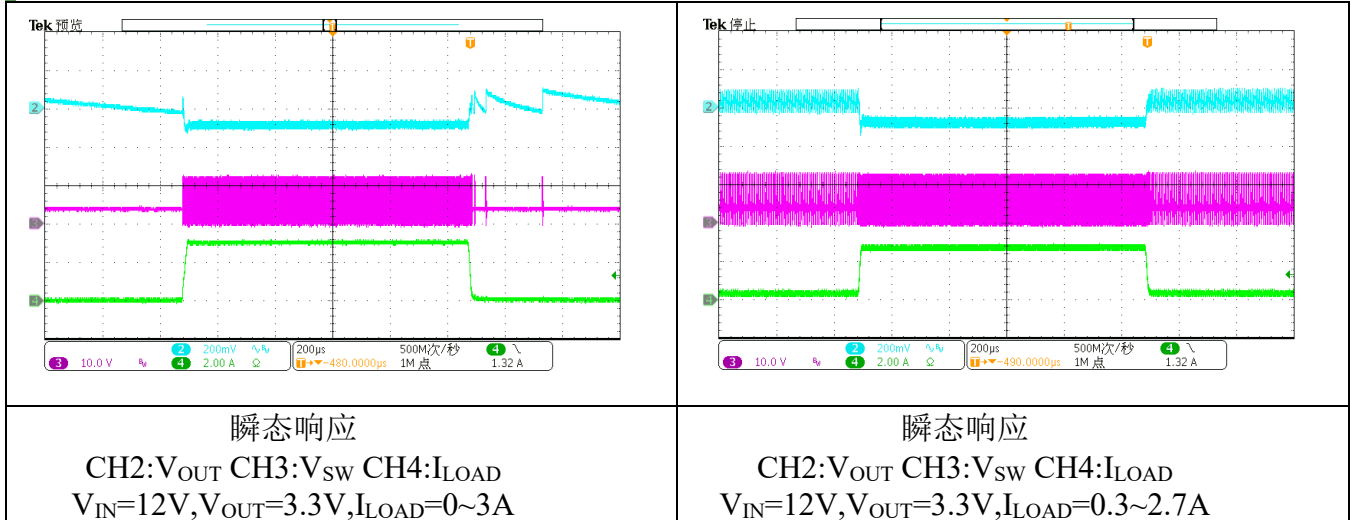 Tek 预览
T
T
2
3
4
2 200mV
3 10.0 V
4 2.00 A Ω
200µs
T→▼−480.0000µs
500M次/秒
1M 点
4
1.32 A
瞬态响应
CH2:VOUT CH3:VSW CH4:ILOAD
VIN=12V,VOUT=3.3V,ILOAD=0~3A
Tek 停止
T
T
2
3
4
2 200mV
3 10.0 V
4 2.00 A Ω
200µs
T→▼−490.0000µs
500M次/秒
1M 点
4
1.32 A
瞬态响应
CH2:VOUT CH3:VSW CH4:ILOAD
VIN=12V,VOUT=3.3V,ILOAD=0.3~2.7A